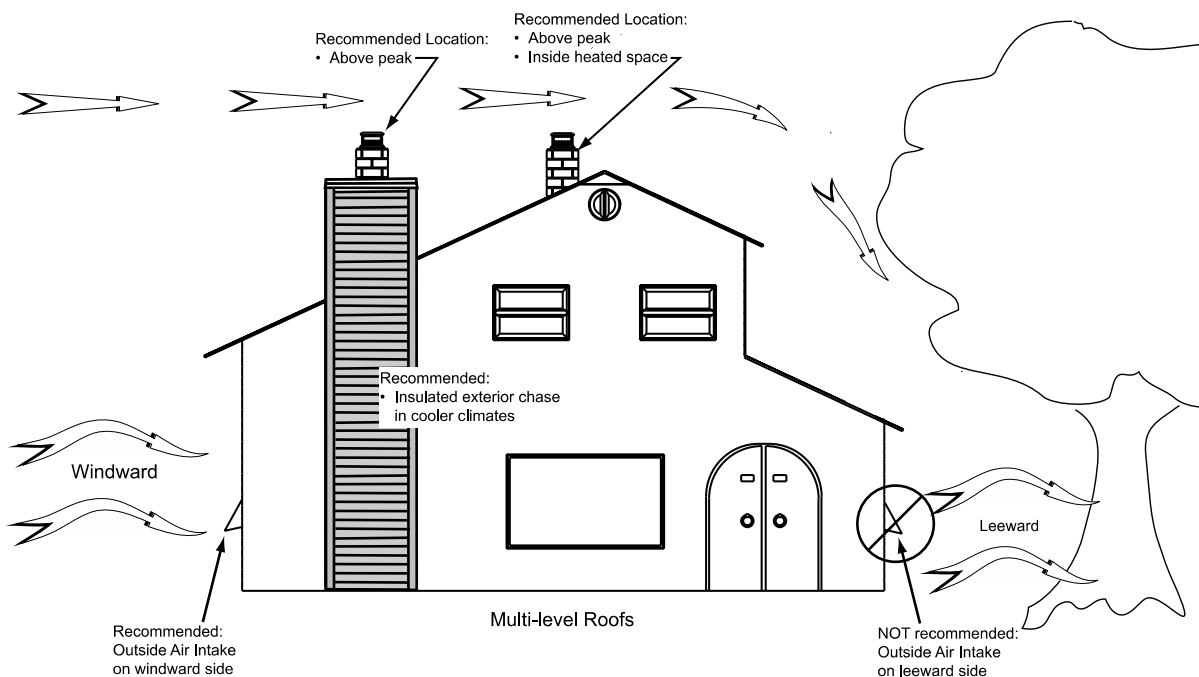 Recommended Location:
• Above peak
Recommended Location:
• Above peak
• Inside heated space
Recommended:
• Insulated exterior chase
in cooler climates
Windward
Leeward
Multi-level Roofs
Recommended:
Outside Air Intake
on windward side
NOT recommended:
Outside Air Intake
on leeward side